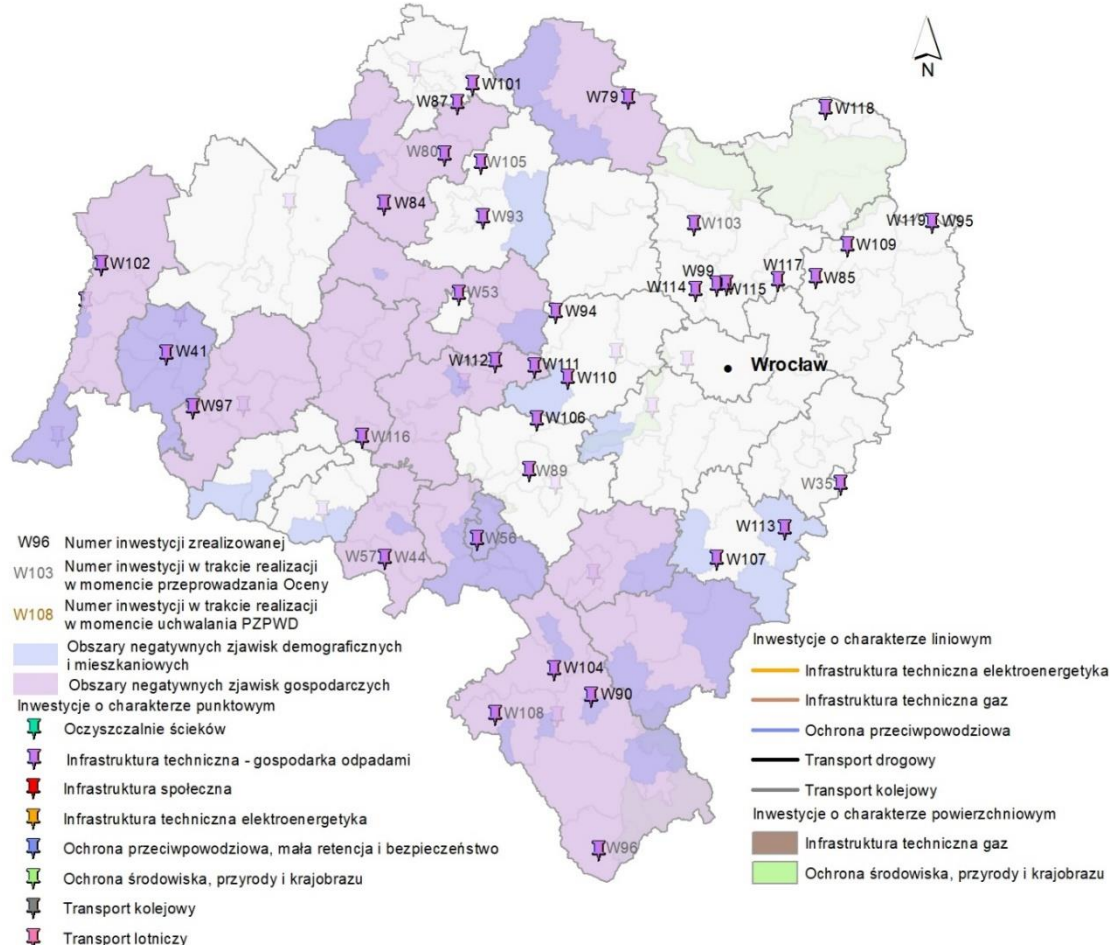 N
W101
W87
W79
W118
W80
W105
W84
W93
W103
W119
W95
W109
W102
W99
W117
W85
W114
W115
W53
W94
W41
W112
W111
W110
Wrocław
W97
W106
W116
W89
W35
W113
W56
W57
W44
W107
W104
W90
W108
W96
W96 Numer inwestycji zrealizowanej
W103 Numer inwestycji w trakcie realizacji
w momencie przeprowadzania Oceny
W108 Numer inwestycji w trakcie realizacji
w momencie uchwalania PZPWD
Obszary negatywnych zjawisk demograficznych
i mieszkaniowych
Obszary negatywnych zjawisk gospodarczych
Inwestycje o charakterze punktowym
Oczyszczalnie ścieków
Infrastruktura techniczna - gospodarka odpadami
Infrastruktura społeczna
Infrastruktura techniczna elektroenergetyka
Ochrona przeciwpowodziowa, mała retencja i bezpieczeństwo
Ochrona środowiska, przyrody i krajobrazu
Transport kolejowy
Transport lotniczy
Inwestycje o charakterze liniowym
Infrastruktura techniczna elektroenergetyka
Infrastruktura techniczna gaz
Ochrona przeciwpowodziowa
Transport drogowy
Transport kolejowy
Inwestycje o charakterze powierzchniowym
Infrastruktura techniczna gaz
Ochrona środowiska, przyrody i krajobrazu